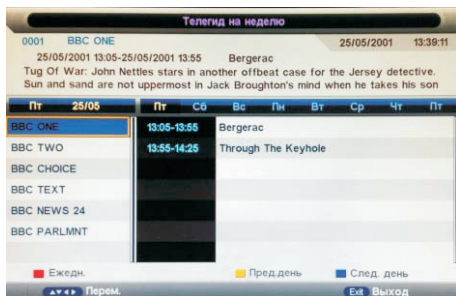 Телегид на неделю
0001 BBC ONE 25/05/2001 13:39:11
25/05/2001 13:05-25/05/2001 13:55 Bergerac
Tug Of War: John Nettles stars in another offbeat case for the Jersey detective.
Sun and sand are not uppermost in Jack Broughton's mind when he takes his son
Пт 25/05 Пт Сб Вс Пн Вт Ср Чт Пт
BBC ONE 13:05-13:55 Bergerac
BBC TWO 13:55-14:25 Through The Keyhole
BBC CHOICE
BBC TEXT
BBC NEWS 24
BBC PARLMNT
Ежедн. Пред.день След. день
Перем. Exit Выход